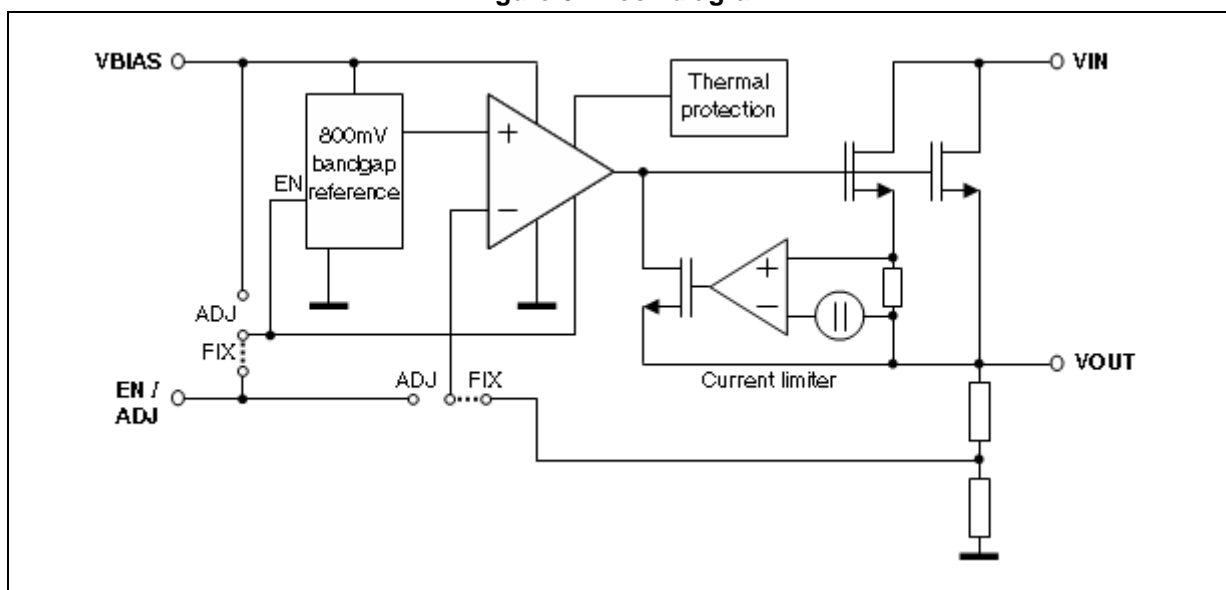 VBIAS
VIN
Thermal
protection
800mV
bandgap
reference
EN
+
−
ADJ
FIX
EN /
ADJ
ADJ
FIX
+
−
Current limiter
VOUT